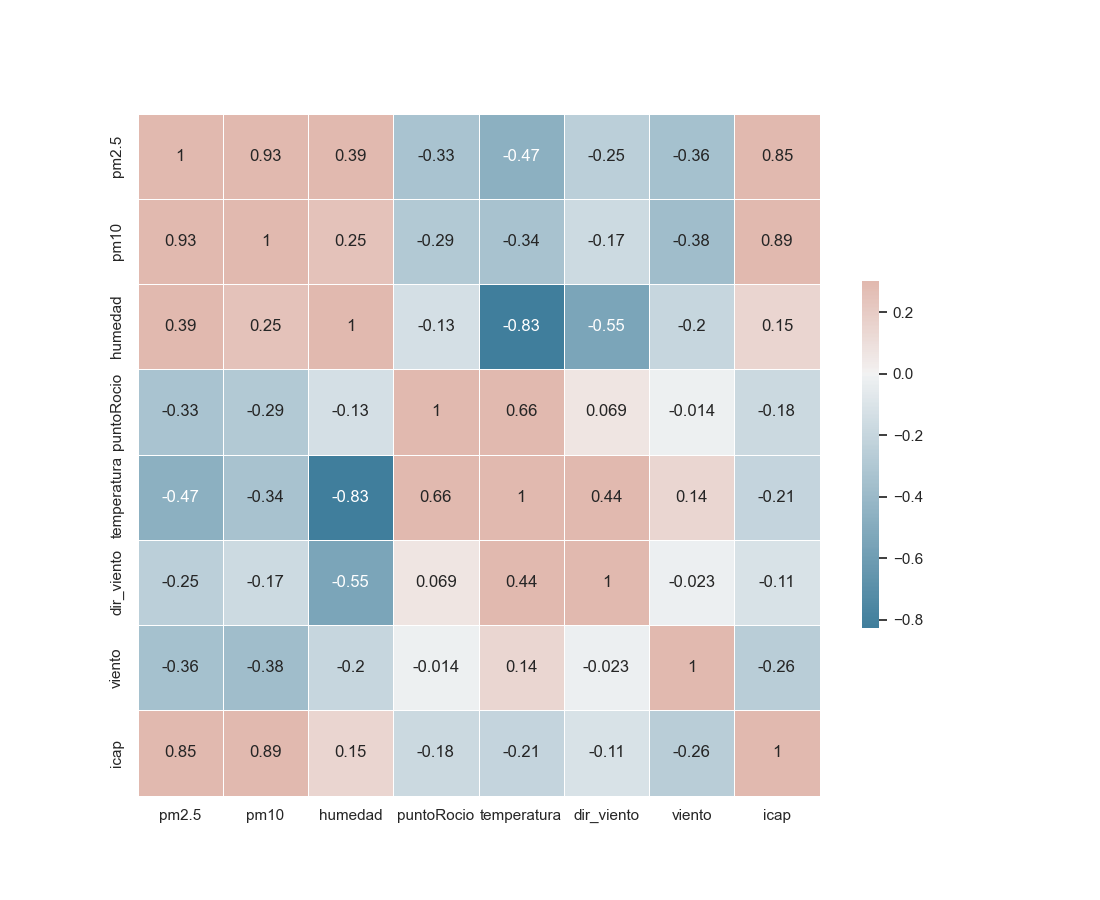 pm2.5 1 0.93 0.39 -0.33 -0.47 -0.25 -0.36 0.85
pm10 0.93 1 0.25 -0.29 -0.34 -0.17 -0.38 0.89
humedad 0.39 0.25 1 -0.13 -0.83 -0.55 -0.2 0.15
puntoRocio -0.33 -0.29 -0.13 1 0.66 0.069 -0.014 -0.18
temperatura -0.47 -0.34 -0.83 0.66 1 0.44 0.14 -0.21
dir_viento -0.25 -0.17 -0.55 0.069 0.44 1 -0.023 -0.11
viento -0.36 -0.38 -0.2 -0.014 0.14 -0.023 1 -0.26
icap 0.85 0.89 0.15 -0.18 -0.21 -0.11 -0.26 1
pm2.5 pm10 humedad puntoRocio temperatura dir_viento viento icap
0.2
0.0
−0.2
−0.4
−0.6
−0.8